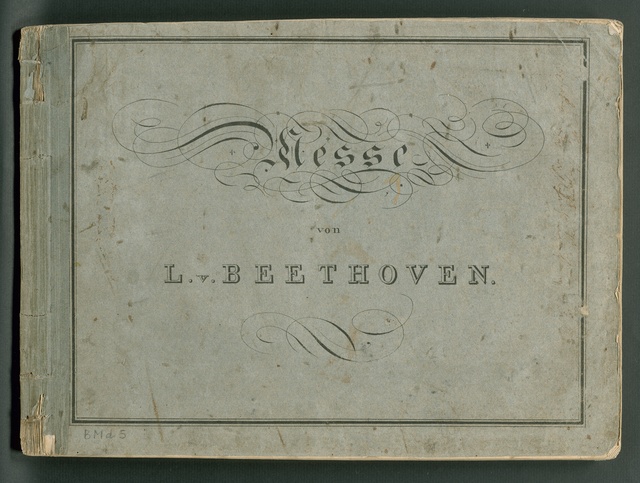 Messe
von
L. v. BEETHOVEN.
BMd 5